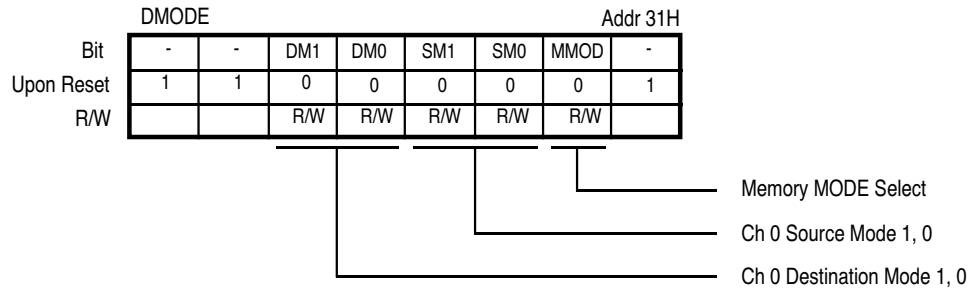 DMODE Addr 31H
Bit - - DM1 DM0 SM1 SM0 MMOD -
Upon Reset 1 1 0 0 0 0 0 1
R/W R/W R/W R/W R/W R/W
Memory MODE Select
Ch 0 Source Mode 1, 0
Ch 0 Destination Mode 1, 0